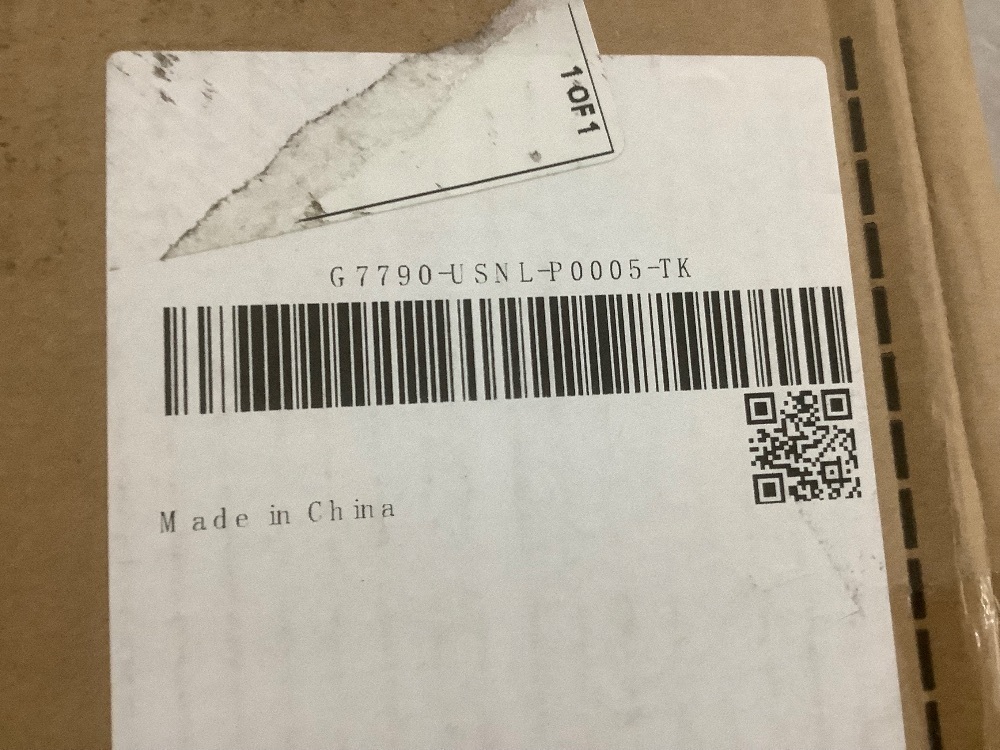 1 OF 1
G7790-USNL-P0005-TK
Made in China